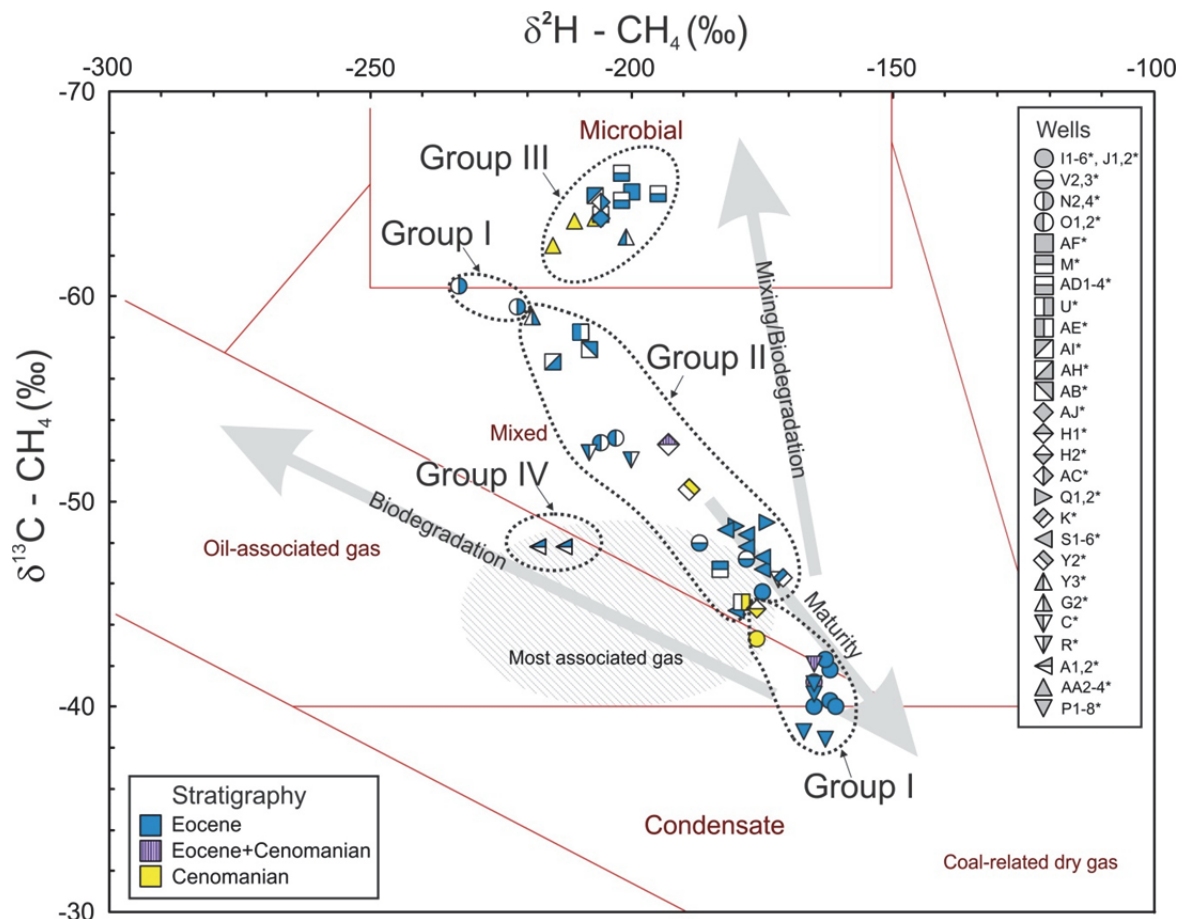 δ²H - CH₄ (‰)
-300 -250 -200 -150 -100
-70
-60
-50
-40
-30
δ¹³C - CH₄ (‰)
Microbial
Group III
Group I
Group II
Mixing/Biodegradation
Mixed
Group IV
Biodegradation
Oil-associated gas
Most associated gas
Maturity
Group I
Condensate
Coal-related dry gas
Stratigraphy
Eocene
Eocene+Cenomanian
Cenomanian
Wells
I1-6*, J1,2*
V2,3*
N2,4*
O1,2*
AF*
M*
AD1-4*
U*
AE*
AI*
AH*
AB*
AJ*
H1*
H2*
AC*
Q1,2*
K*
S1-6*
Y2*
Y3*
G2*
C*
R*
A1,2*
AA2-4*
P1-8*